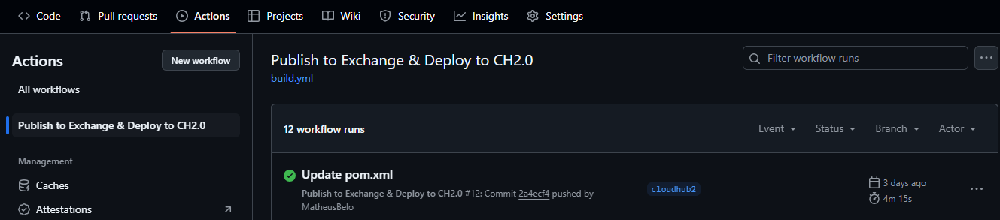 Code Pull requests Actions Projects Wiki Security Insights Settings
Actions
New workflow
All workflows
Publish to Exchange & Deploy to CH2.0
Management
Caches
Attestations
Publish to Exchange & Deploy to CH2.0
build.yml
Filter workflow runs
12 workflow runs
Event Status Branch Actor
Update pom.xml
Publish to Exchange & Deploy to CH2.0 #12: Commit 2a4ecf4 pushed by
MatheusBelo
cloudhub2
3 days ago
4m 15s